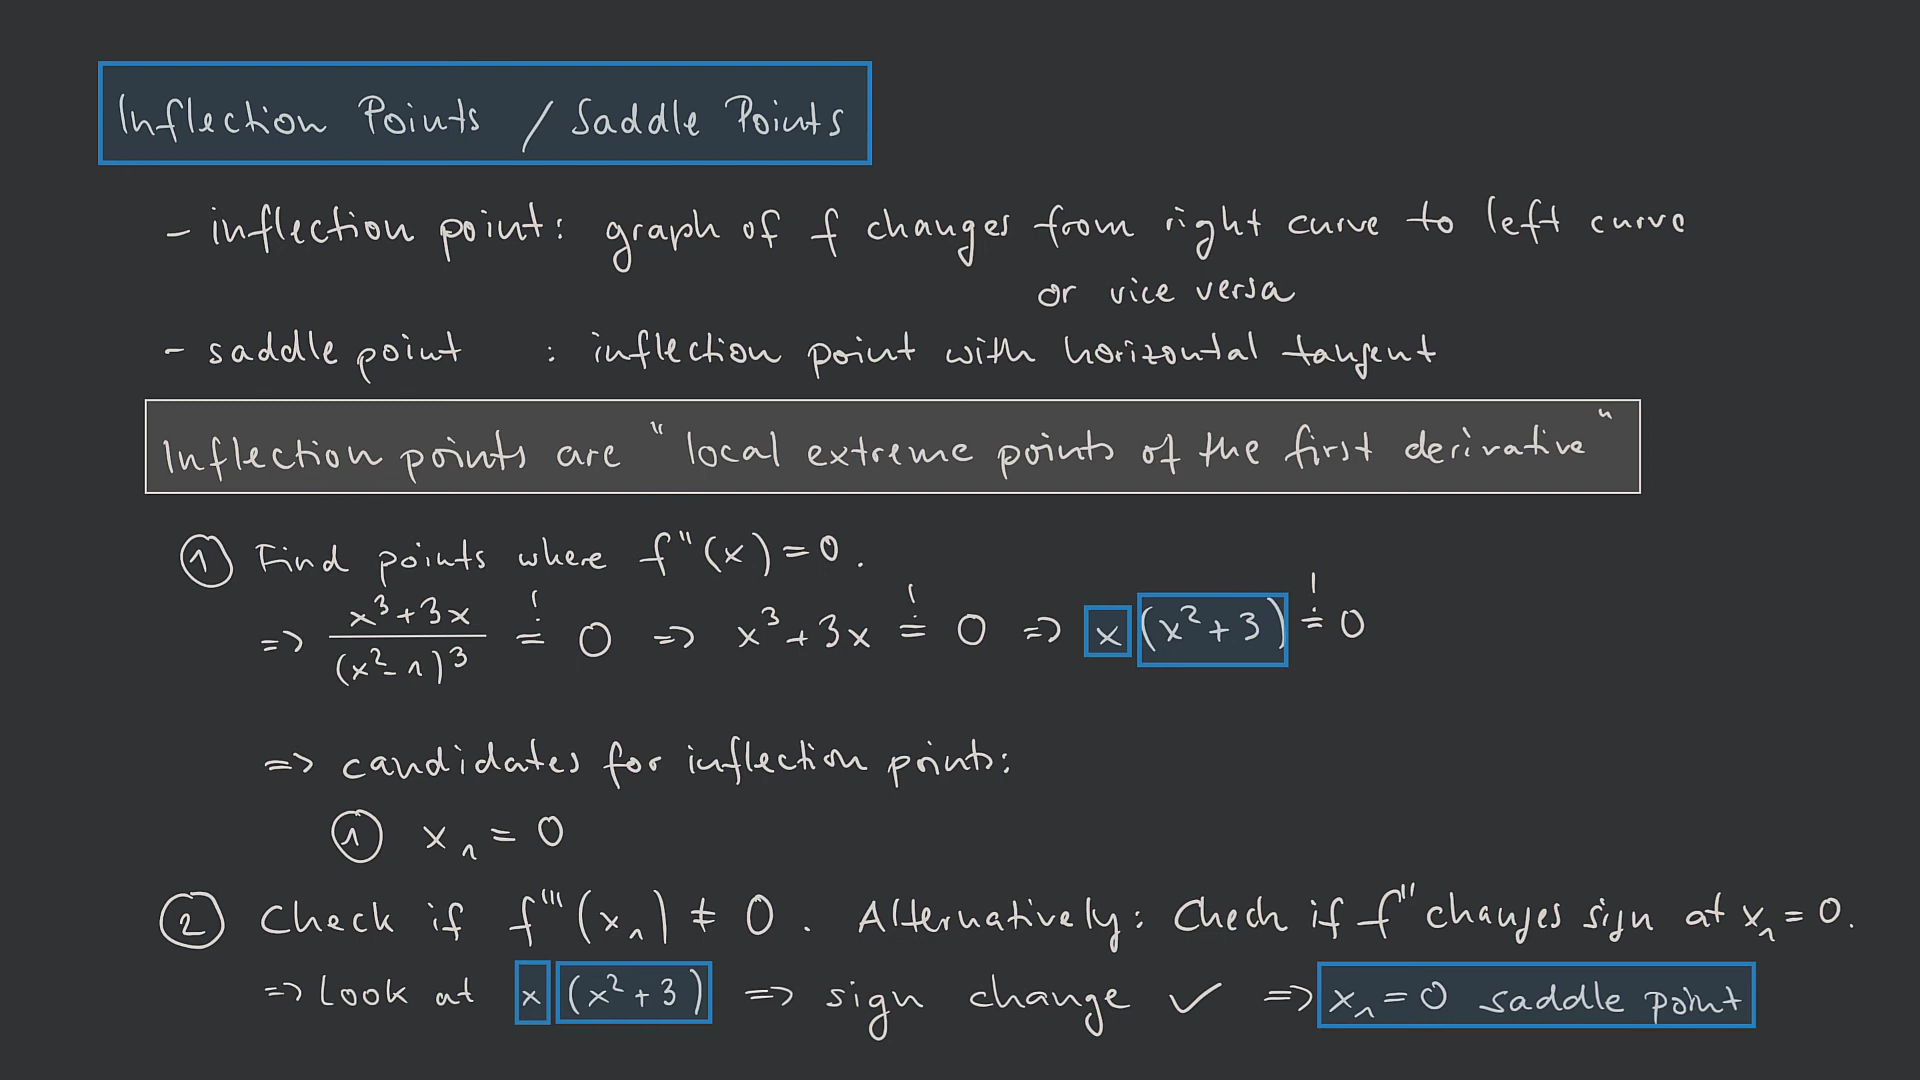 Inflection Points / Saddle Points
- inflection point: graph of f changes from right curve to left curve
or vice versa
- saddle point : inflection point with horizontal tangent
Inflection points are "local extreme points of the first derivative"
① Find points where f''(x) = 0.
=> (x³+3x)/(x²-1)³ =! 0 => x³+3x =! 0 => x (x²+3) =! 0
=> candidates for inflection points:
① x₁ = 0
② Check if f'''(x₁) ≠ 0. Alternatively: Check if f'' changes sign at x₁ = 0.
=> Look at x (x²+3) => sign change ✓ => x₁ = 0 saddle point